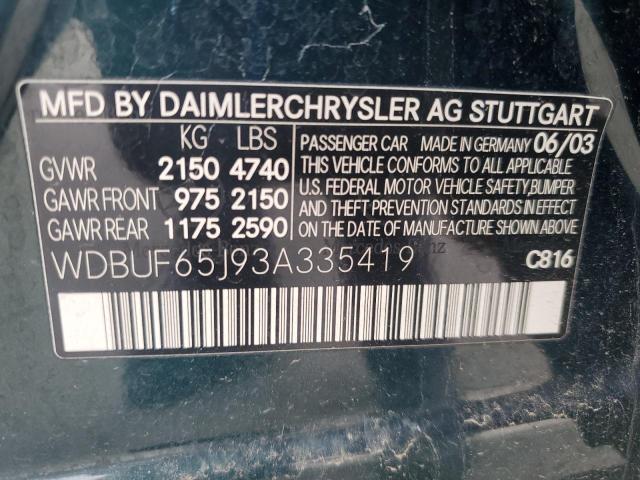 MFD BY DAIMLERCHRYSLER AG STUTTGART
KG LBS
GVWR 2150 4740
GAWR FRONT 975 2150
GAWR REAR 1175 2590
PASSENGER CAR MADE IN GERMANY 06/03
THIS VEHICLE CONFORMS TO ALL APPLICABLE
U.S. FEDERAL MOTOR VEHICLE SAFETY, BUMPER
AND THEFT PREVENTION STANDARDS IN EFFECT
ON THE DATE OF MANUFACTURE SHOWN ABOVE
WDBUF65J93A335419
C816